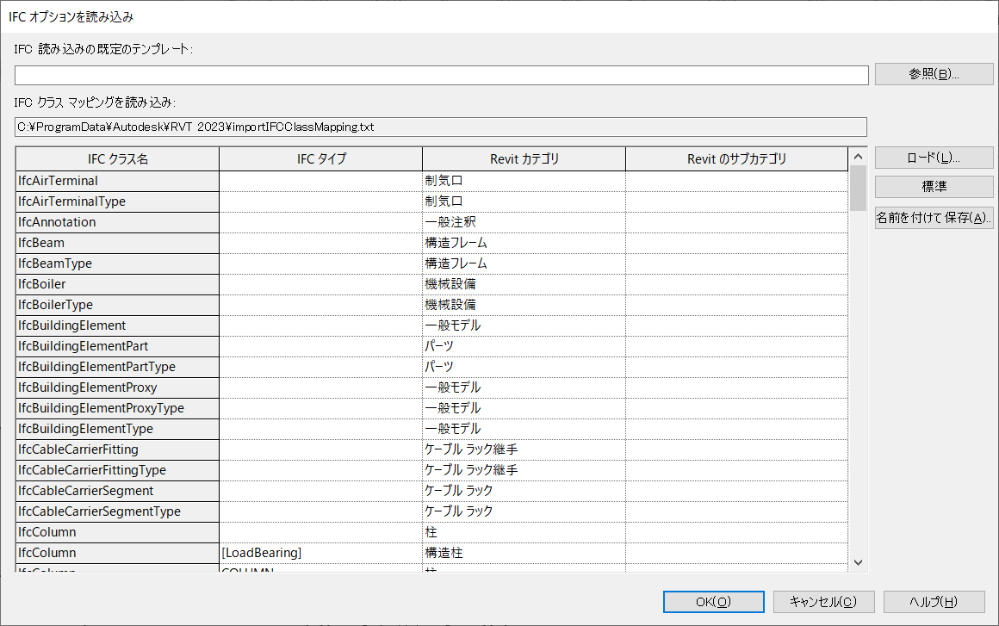 IFC オプションを読み込み
IFC 読み込みの既定のテンプレート:
参照(B)...
IFC クラス マッピングを読み込み:
C:¥ProgramData¥Autodesk¥RVT 2023¥importIFCClassMapping.txt
IFC クラス名 IFC タイプ Revit カテゴリ Revit のサブカテゴリ
ロード(L)...
標準
名前を付けて保存(A)...
IfcAirTerminal 制気口
IfcAirTerminalType 制気口
IfcAnnotation 一般注釈
IfcBeam 構造フレーム
IfcBeamType 構造フレーム
IfcBoiler 機械設備
IfcBoilerType 機械設備
IfcBuildingElement 一般モデル
IfcBuildingElementPart パーツ
IfcBuildingElementPartType パーツ
IfcBuildingElementProxy 一般モデル
IfcBuildingElementProxyType 一般モデル
IfcBuildingElementType 一般モデル
IfcCableCarrierFitting ケーブル ラック継手
IfcCableCarrierFittingType ケーブル ラック継手
IfcCableCarrierSegment ケーブル ラック
IfcCableCarrierSegmentType ケーブル ラック
IfcColumn 柱
IfcColumn [LoadBearing] 構造柱
IfcColumn COLUMN 柱
OK(O) キャンセル(C) ヘルプ(H)